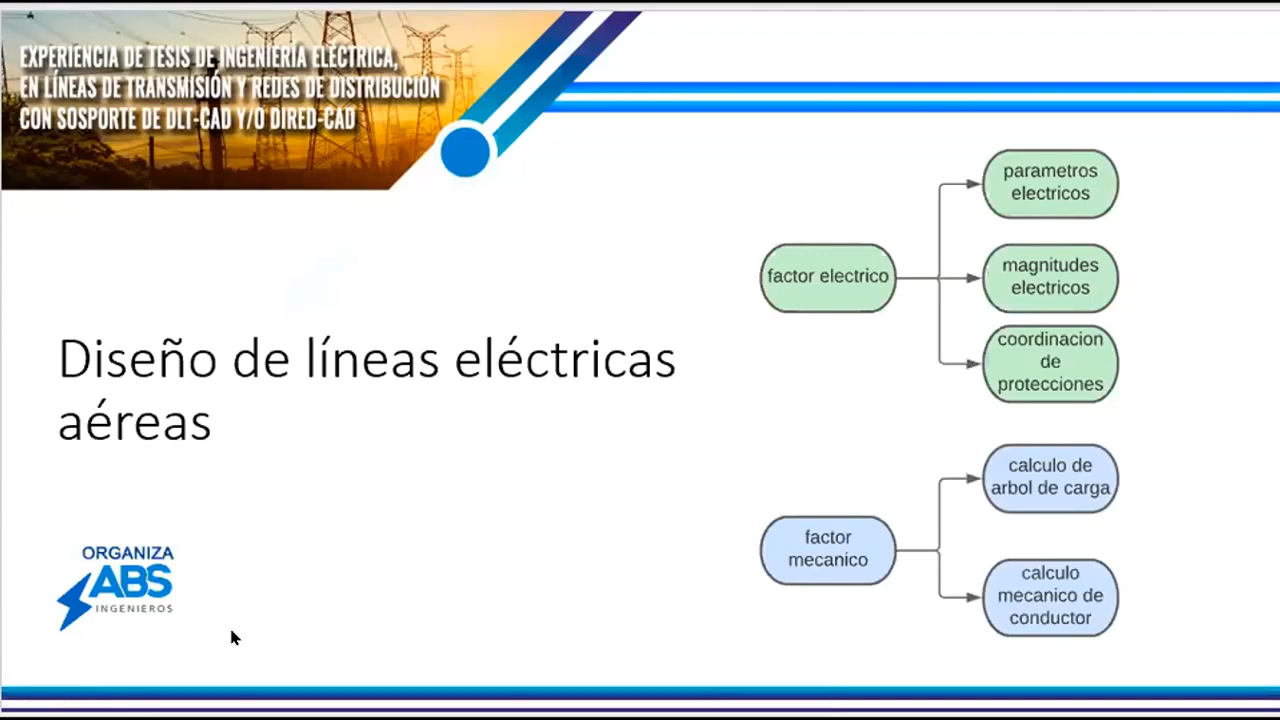 EXPERIENCIA DE TESIS DE INGENIERÍA ELÉCTRICA,
EN LÍNEAS DE TRANSMISIÓN Y REDES DE DISTRIBUCIÓN
CON SOSPORTE DE DLT-CAD Y/O DIRED-CAD
Diseño de líneas eléctricas
aéreas
factor electrico
parametros
electricos
magnitudes
electricos
coordinacion
de
protecciones
factor
mecanico
calculo de
arbol de carga
calculo
mecanico de
conductor
ORGANIZA
ABS
INGENIEROS